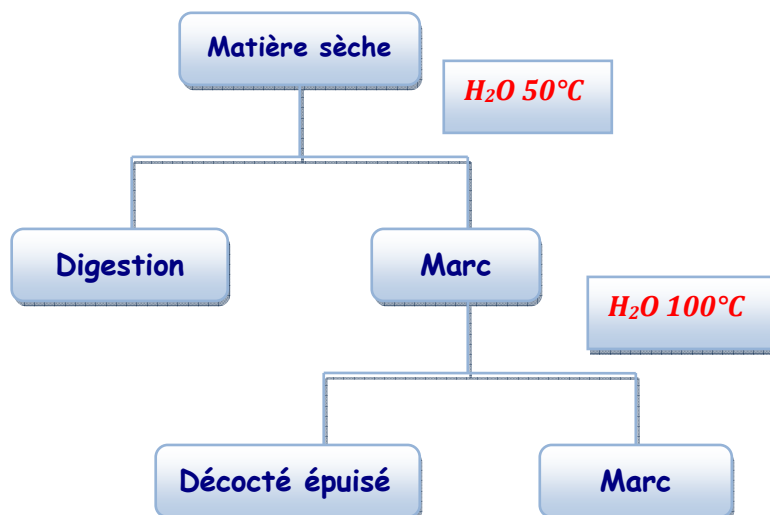 Matière sèche
H₂O 50°C
Digestion
Marc
H₂O 100°C
Décocté épuisé
Marc